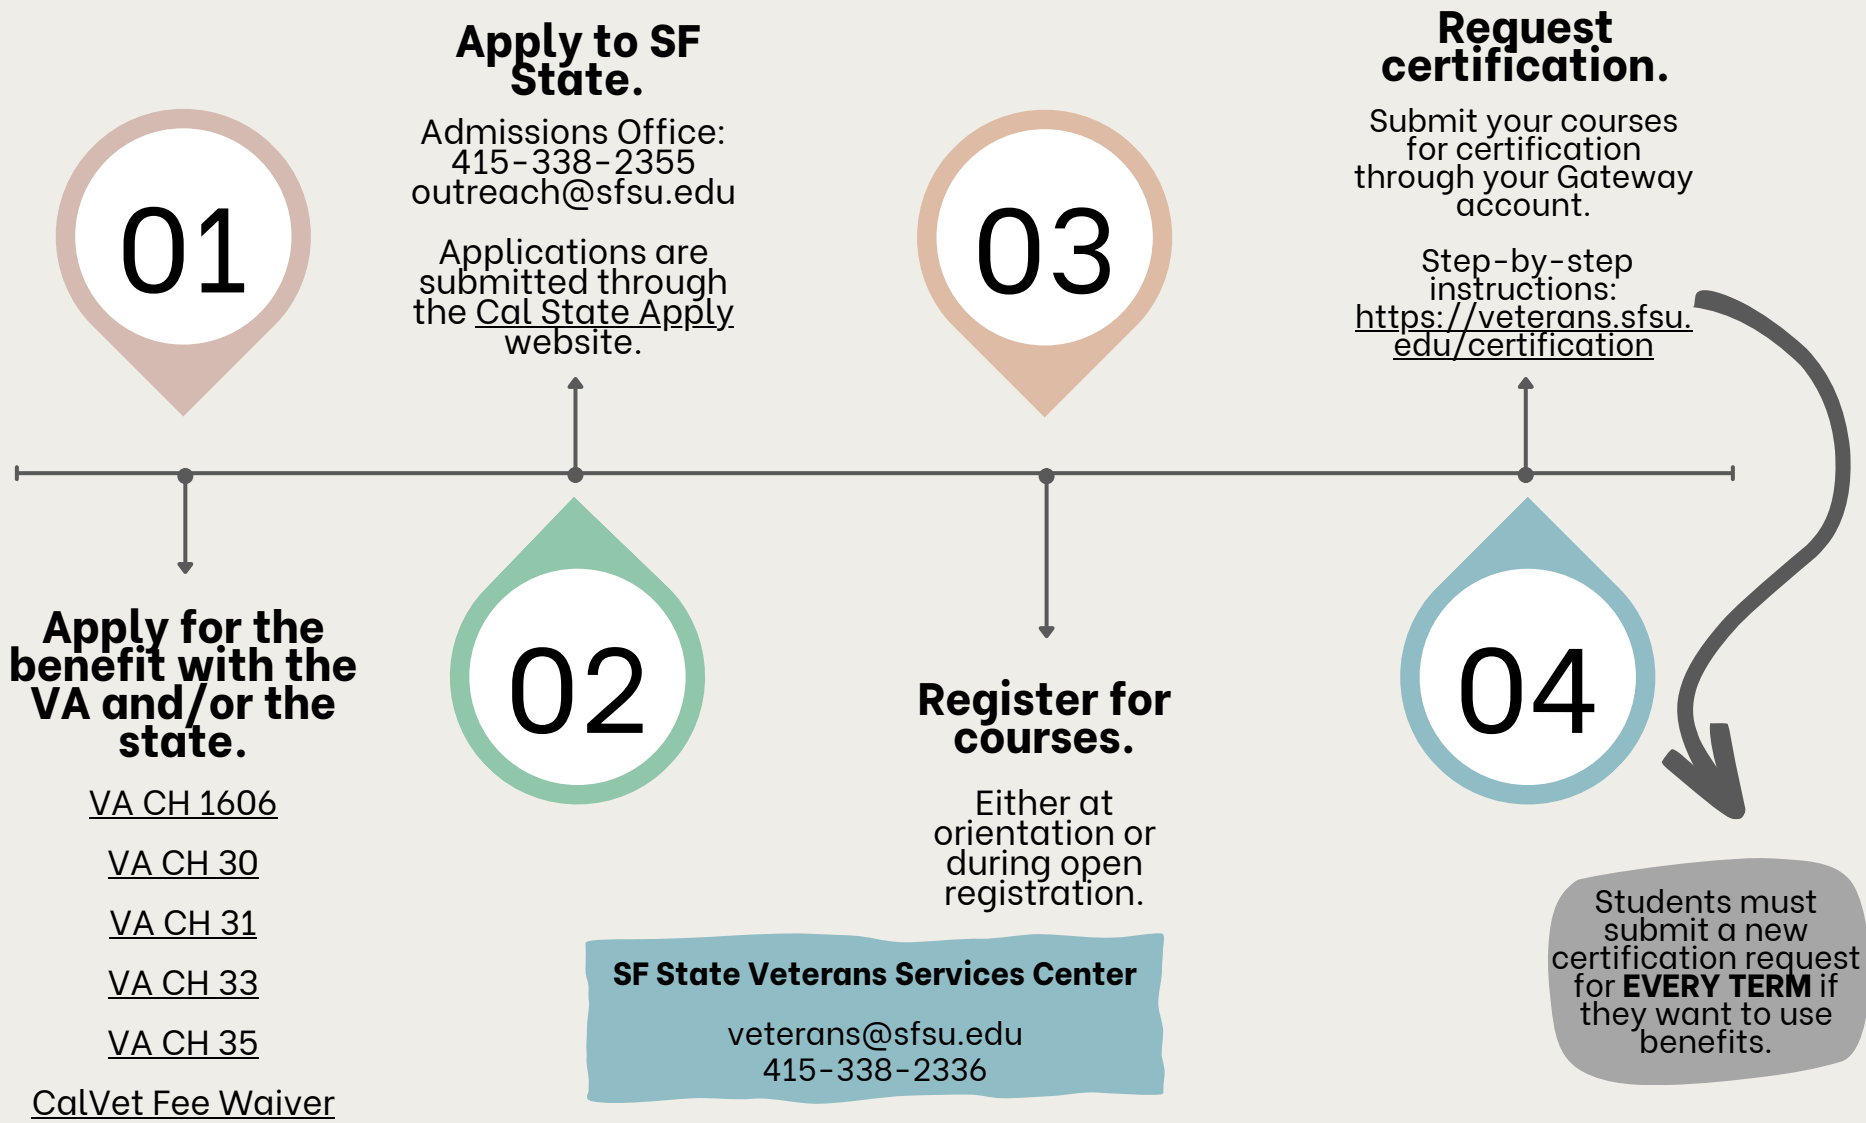 01
Apply for the
benefit with the
VA and/or the
state.
VA CH 1606
VA CH 30
VA CH 31
VA CH 33
VA CH 35
CalVet Fee Waiver
Apply to SF
State.
Admissions Office:
415-338-2355
outreach@sfsu.edu
Applications are
submitted through
the Cal State Apply
website.
02
03
Register for
courses.
Either at
orientation or
during open
registration.
Request
certification.
Submit your courses
for certification
through your Gateway
account.
Step-by-step
instructions:
https://veterans.sfsu.
edu/certification
04
Students must
submit a new
certification request
for EVERY TERM if
they want to use
benefits.
SF State Veterans Services Center
veterans@sfsu.edu
415-338-2336